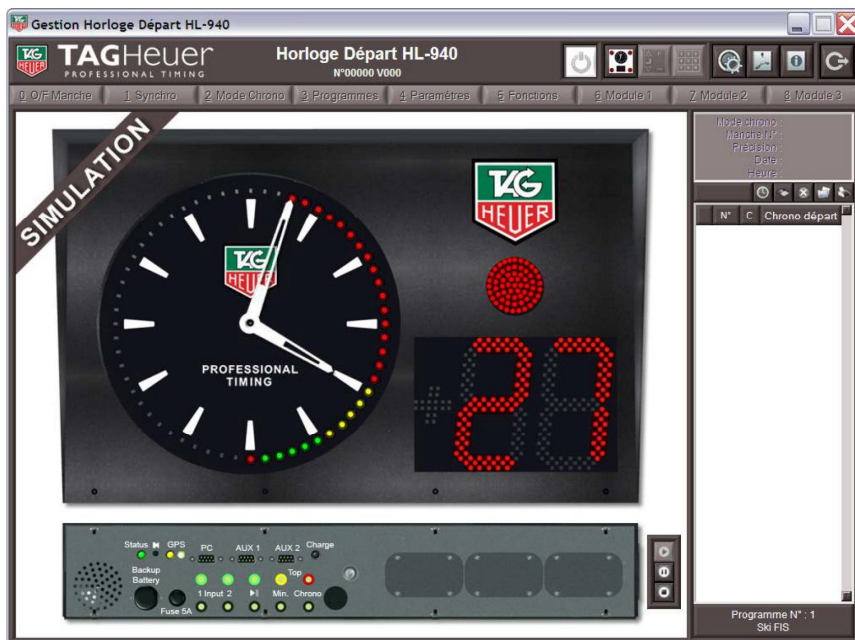 Gestion Horloge Départ HL-940
TAG
HEUER
TAGHeuer
PROFESSIONAL TIMING
Horloge Départ HL-940
N°00000 V000
0 O/F Manche
1 Synchro
2 Mode Chrono
3 Programmes
4 Paramètres
5 Fonctions
6 Module 1
7 Module 2
8 Module 3
SIMULATION
TAG
HEUER
PROFESSIONAL
TIMING
TAG
HEUER
27
Mode chrono :
Manche N° :
Précision :
Date :
Heure :
N° C Chrono départ
Status GPS PC AUX 1 AUX 2 Charge
Backup
Battery
Fuse 5A
Top
1 Input 2 Min. Chrono
Programme N° : 1
Ski FIS